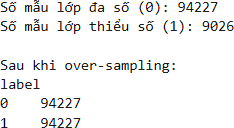 Số mẫu lớp đa số (0): 94227
Số mẫu lớp thiểu số (1): 9026

Sau khi over-sampling:
label
0    94227
1    94227